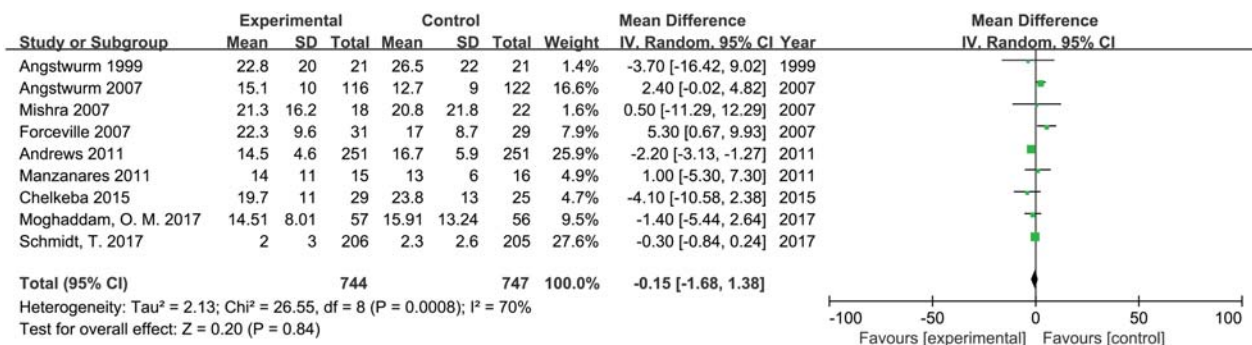 Experimental Control Mean Difference Mean Difference
Study or Subgroup Mean SD Total Mean SD Total Weight IV, Random, 95% CI Year IV, Random, 95% CI
Angstwurm 1999 22.8 20 21 26.5 22 21 1.4% -3.70 [-16.42, 9.02] 1999
Angstwurm 2007 15.1 10 116 12.7 9 122 16.6% 2.40 [-0.02, 4.82] 2007
Mishra 2007 21.3 16.2 18 20.8 21.8 22 1.6% 0.50 [-11.29, 12.29] 2007
Forceville 2007 22.3 9.6 31 17 8.7 29 7.9% 5.30 [0.67, 9.93] 2007
Andrews 2011 14.5 4.6 251 16.7 5.9 251 25.9% -2.20 [-3.13, -1.27] 2011
Manzanares 2011 14 11 15 13 6 16 4.9% 1.00 [-5.30, 7.30] 2011
Chelkeba 2015 19.7 11 29 23.8 13 25 4.7% -4.10 [-10.58, 2.38] 2015
Moghaddam, O. M. 2017 14.51 8.01 57 15.91 13.24 56 9.5% -1.40 [-5.44, 2.64] 2017
Schmidt, T. 2017 2 3 206 2.3 2.6 205 27.6% -0.30 [-0.84, 0.24] 2017
Total (95% CI) 744 747 100.0% -0.15 [-1.68, 1.38]
Heterogeneity: Tau² = 2.13; Chi² = 26.55, df = 8 (P = 0.0008); I² = 70%
Test for overall effect: Z = 0.20 (P = 0.84)
-100 -50 0 50 100
Favours [experimental] Favours [control]